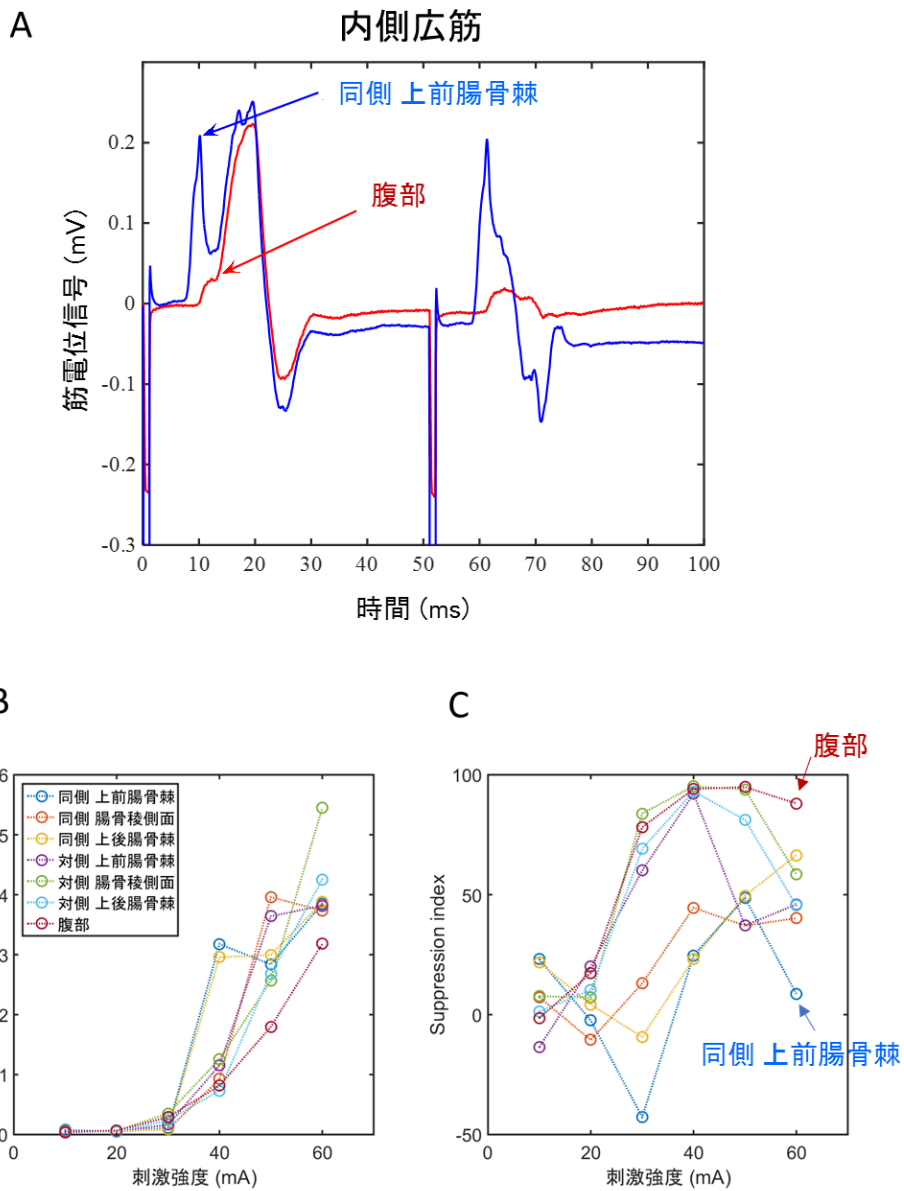 A
内側広筋
同側 上前腸骨棘
腹部
筋電位信号 (mV)
0.2
0.1
0
-0.1
-0.2
-0.3
0 10 20 30 40 50 60 70 80 90 100
時間 (ms)
C
腹部
同側 上前腸骨棘
同側 腸骨稜側面
同側 上後腸骨棘
対側 上前腸骨棘
対側 腸骨稜側面
対側 上後腸骨棘
腹部
0 20 40 60
刺激強度 (mA)
Suppression index
100
50
0
-50
同側 上前腸骨棘
0 20 40 60
刺激強度 (mA)